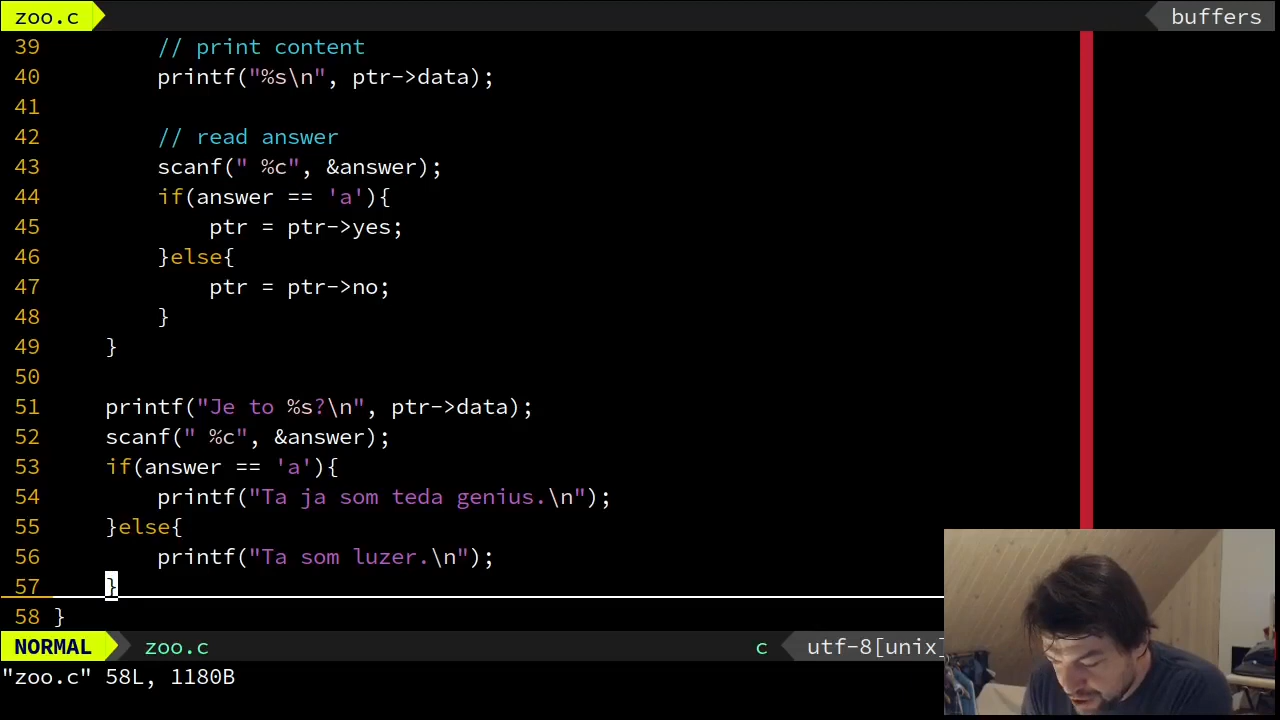 zoo.c buffers
39         // print content
40         printf("%s\n", ptr->data);
41
42         // read answer
43         scanf(" %c", &answer);
44         if(answer == 'a'){
45             ptr = ptr->yes;
46         }else{
47             ptr = ptr->no;
48         }
49     }
50
51     printf("Je to %s?\n", ptr->data);
52     scanf(" %c", &answer);
53     if(answer == 'a'){
54         printf("Ta ja som teda genius.\n");
55     }else{
56         printf("Ta som luzer.\n");
57     }
58 }
NORMAL zoo.c c utf-8[unix]
"zoo.c" 58L, 1180B